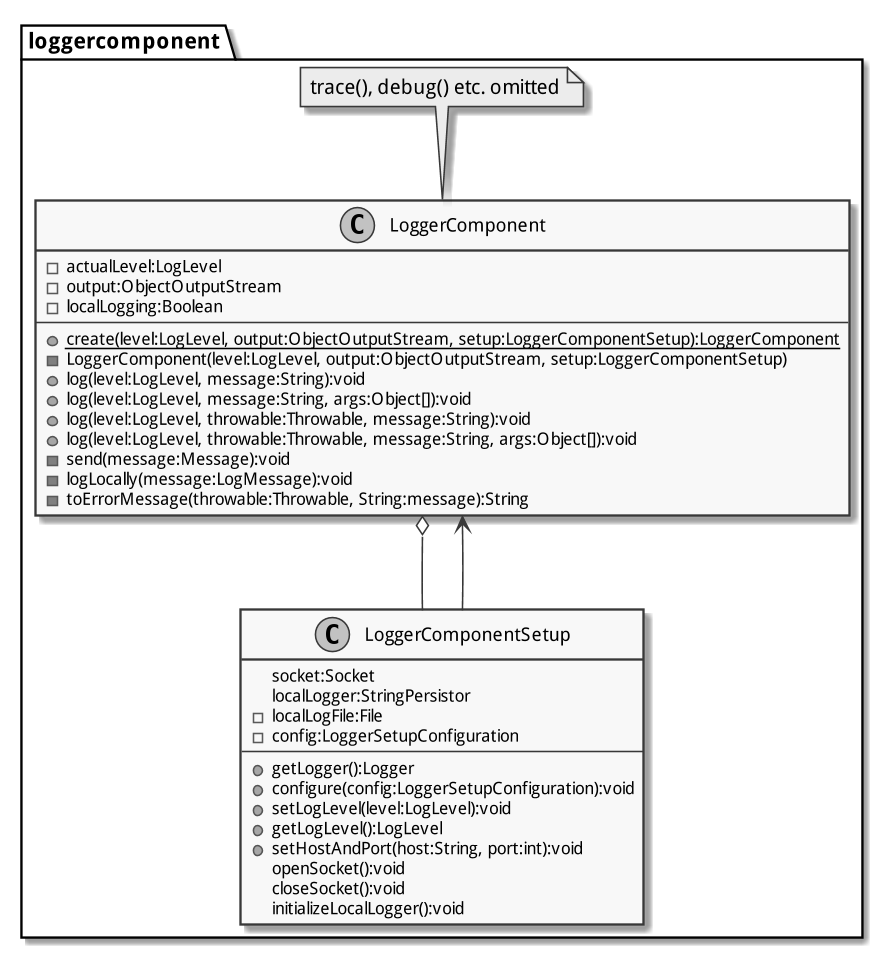 loggercomponent
trace(), debug() etc. omitted
C LoggerComponent
actualLevel:LogLevel
output:ObjectOutputStream
localLogging:Boolean
create(level:LogLevel, output:ObjectOutputStream, setup:LoggerComponentSetup):LoggerComponent
LoggerComponent(level:LogLevel, output:ObjectOutputStream, setup:LoggerComponentSetup)
log(level:LogLevel, message:String):void
log(level:LogLevel, message:String, args:Object[]):void
log(level:LogLevel, throwable:Throwable, message:String):void
log(level:LogLevel, throwable:Throwable, message:String, args:Object[]):void
send(message:Message):void
logLocally(message:LogMessage):void
toErrorMessage(throwable:Throwable, String:message):String
C LoggerComponentSetup
socket:Socket
localLogger:StringPersistor
localLogFile:File
config:LoggerSetupConfiguration
getLogger():Logger
configure(config:LoggerSetupConfiguration):void
setLogLevel(level:LogLevel):void
getLogLevel():LogLevel
setHostAndPort(host:String, port:int):void
openSocket():void
closeSocket():void
initializeLocalLogger():void